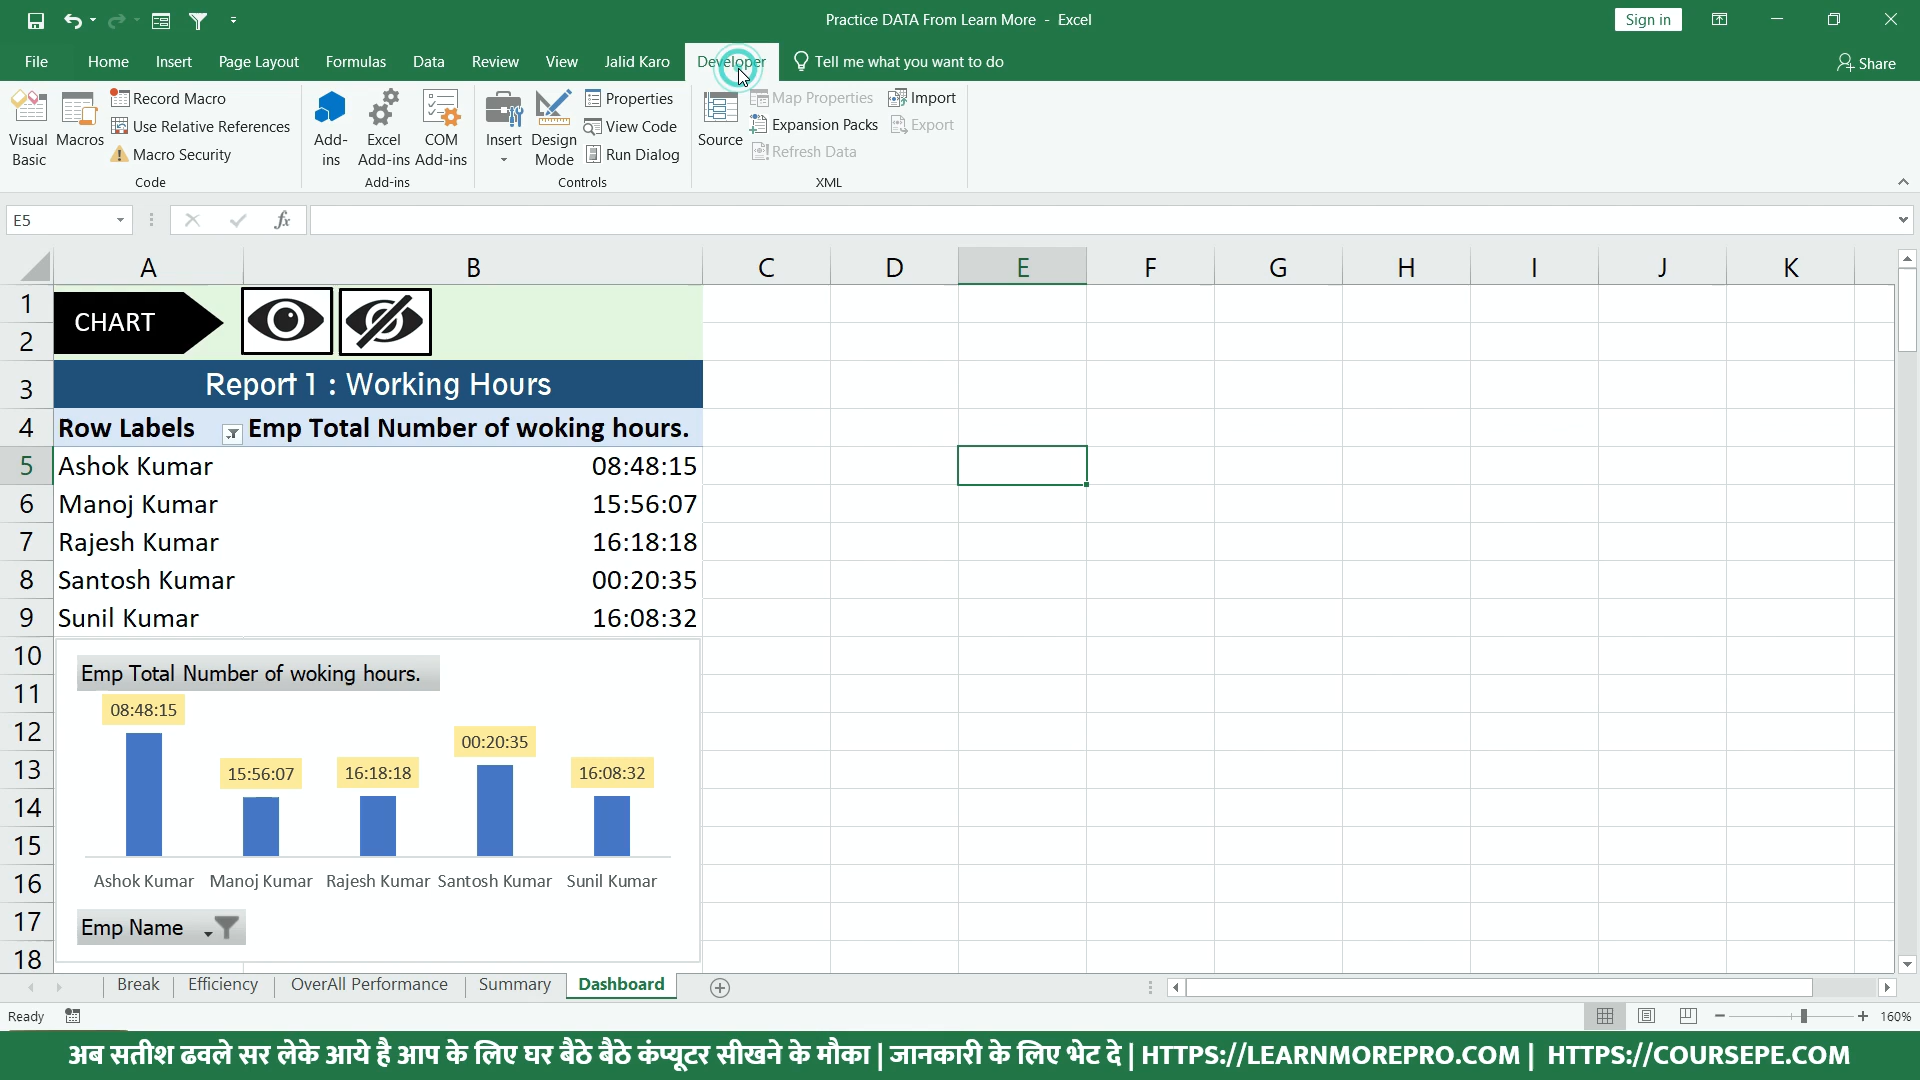 Practice DATA From Learn More - Excel
Sign in
File Home Insert Page Layout Formulas Data Review View Jalid Karo Developer Tell me what you want to do Share
Visual Basic
Macros
Record Macro
Use Relative References
Macro Security
Code
Add-ins
Excel Add-ins
COM Add-ins
Add-ins
Insert
Design Mode
Properties
View Code
Run Dialog
Controls
Source
Map Properties
Expansion Packs
Refresh Data
Import
Export
XML
E5
fx
A B C D E F G H I J K
1
CHART
2
3 Report 1 : Working Hours
4 Row Labels Emp Total Number of woking hours.
5 Ashok Kumar 08:48:15
6 Manoj Kumar 15:56:07
7 Rajesh Kumar 16:18:18
8 Santosh Kumar 00:20:35
9 Sunil Kumar 16:08:32
10
11
12
13
14
15
16
17
18
Emp Total Number of woking hours.
08:48:15 15:56:07 16:18:18 00:20:35 16:08:32
Ashok Kumar Manoj Kumar Rajesh Kumar Santosh Kumar Sunil Kumar
Emp Name
Break Efficiency OverAll Performance Summary Dashboard
Ready
160%
अब सतीश ढवले सर लेके आये है आप के लिए घर बैठे बैठे कंप्यूटर सीखने के मौका | जानकारी के लिए भेट दे | HTTPS://LEARNMOREPRO.COM | HTTPS://COURSEPE.COM